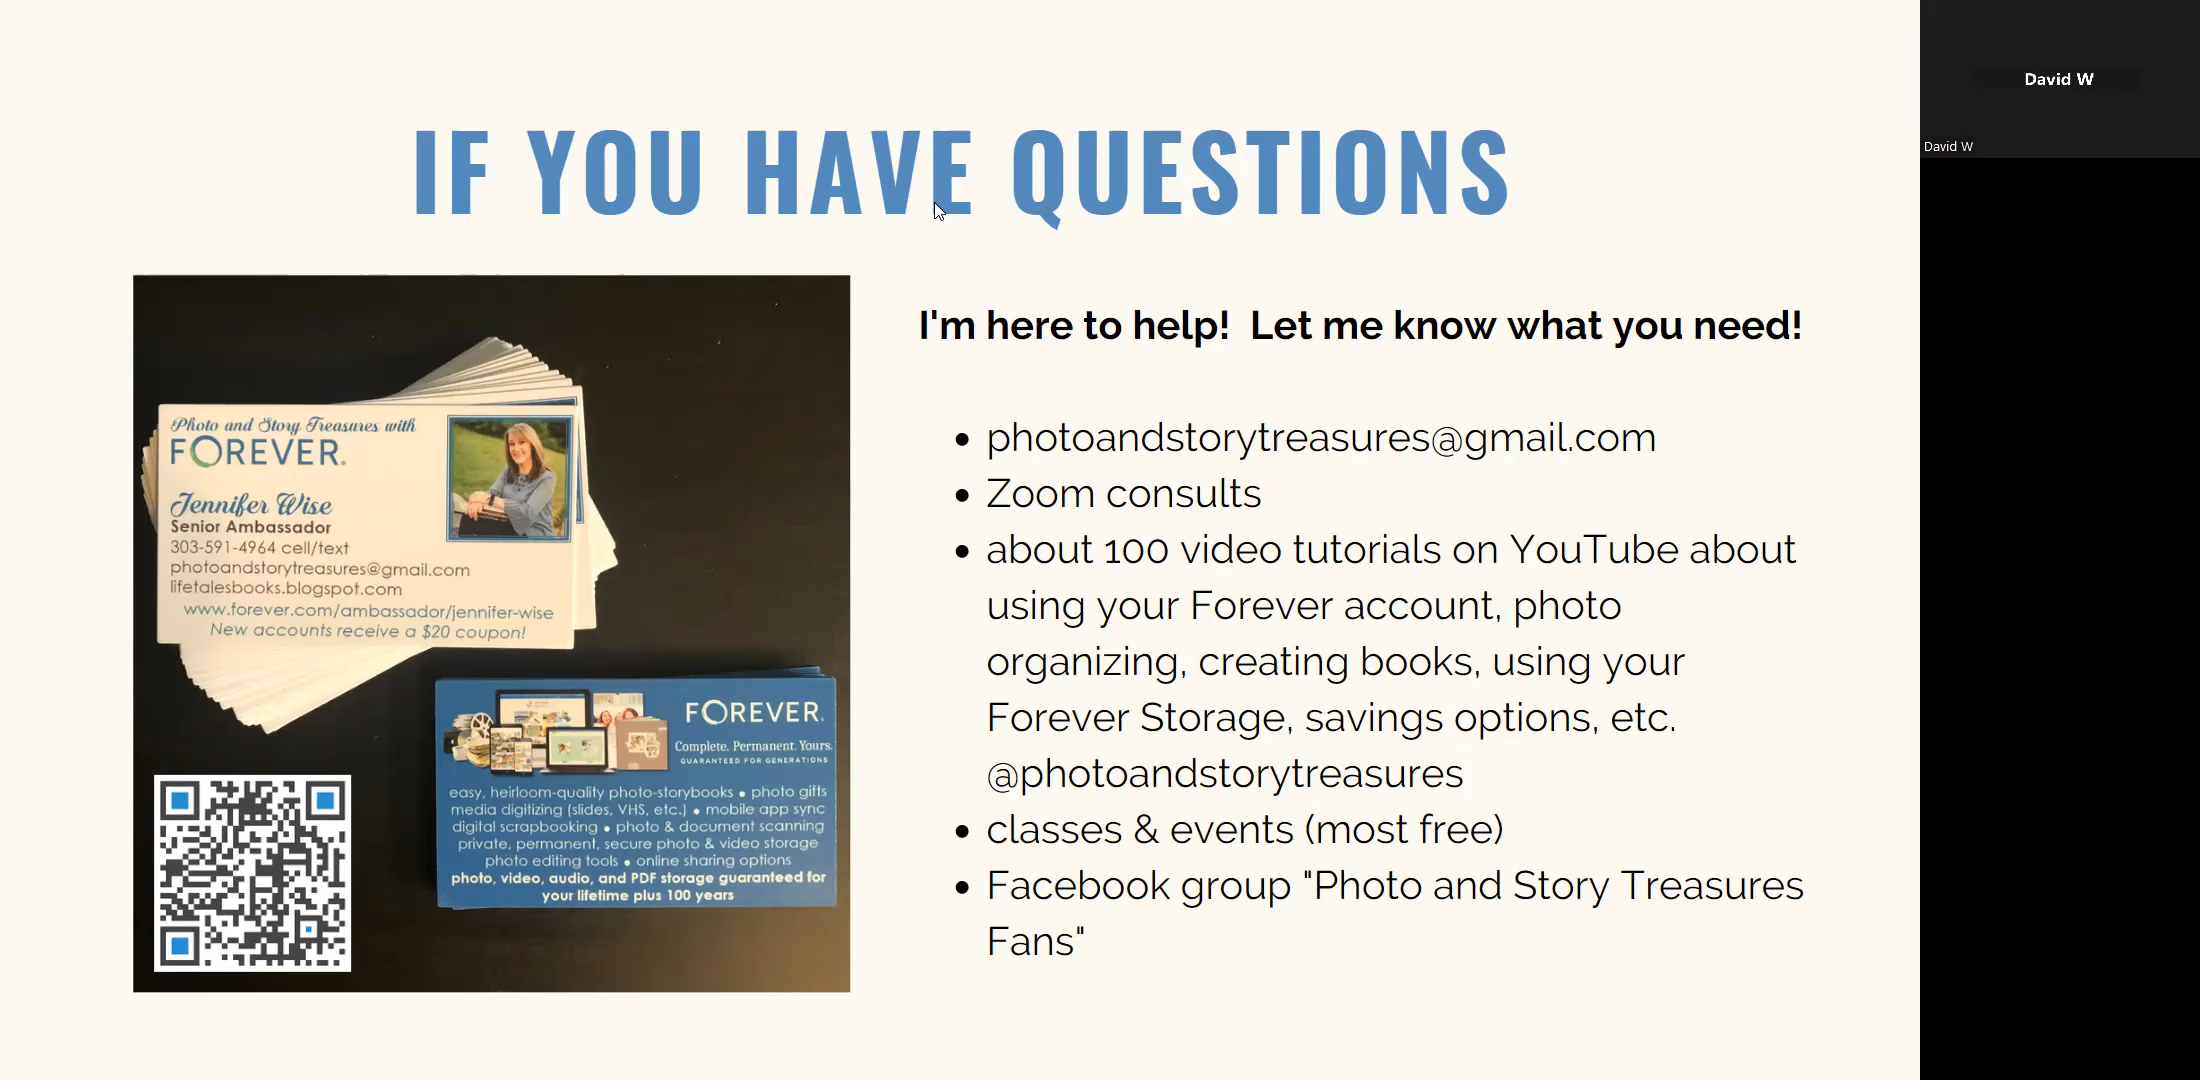 IF YOU HAVE QUESTIONS
David W
David W
Photo and Story Treasures with
FOREVER.
Jennifer Wise
Senior Ambassador
303-591-4964 cell/text
photoandstorytreasures@gmail.com
lifetalesbooks.blogspot.com
www.forever.com/ambassador/jennifer-wise
New accounts receive a $20 coupon!
FOREVER.
Complete. Permanent. Yours.
GUARANTEED FOR GENERATIONS
easy, heirloom-quality photo-storybooks • photo gifts
media digitizing (slides, VHS, etc.) • mobile app sync
digital scrapbooking • photo & document scanning
private, permanent, secure photo & video storage
photo editing tools • online sharing options
photo, video, audio, and PDF storage guaranteed for
your lifetime plus 100 years
I'm here to help!  Let me know what you need!
• photoandstorytreasures@gmail.com
• Zoom consults
• about 100 video tutorials on YouTube about
using your Forever account, photo
organizing, creating books, using your
Forever Storage, savings options, etc.
@photoandstorytreasures
• classes & events (most free)
• Facebook group "Photo and Story Treasures
Fans"